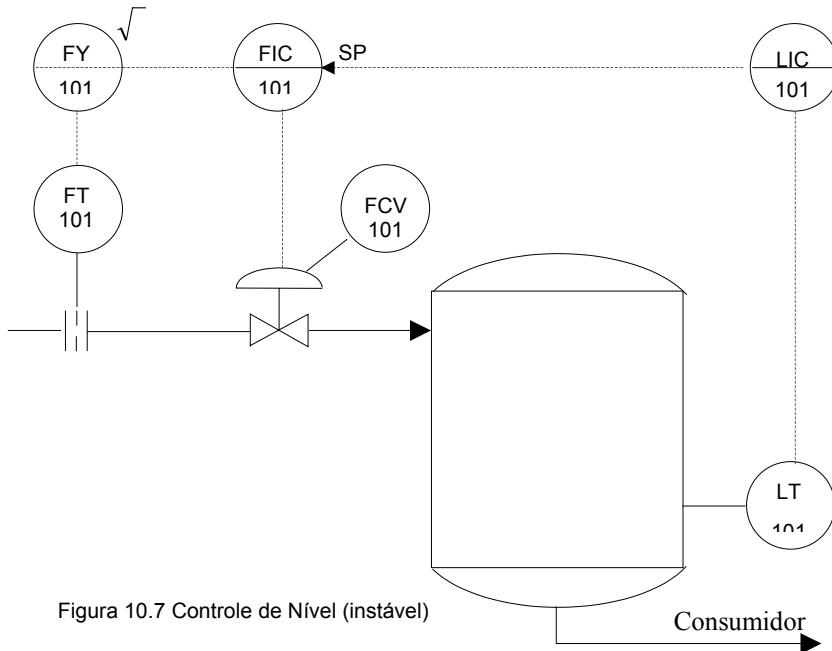 √
FY
101
FIC
101
SP
LIC
101
FT
101
FCV
101
LT
101
Figura 10.7 Controle de Nível (instável)
Consumidor